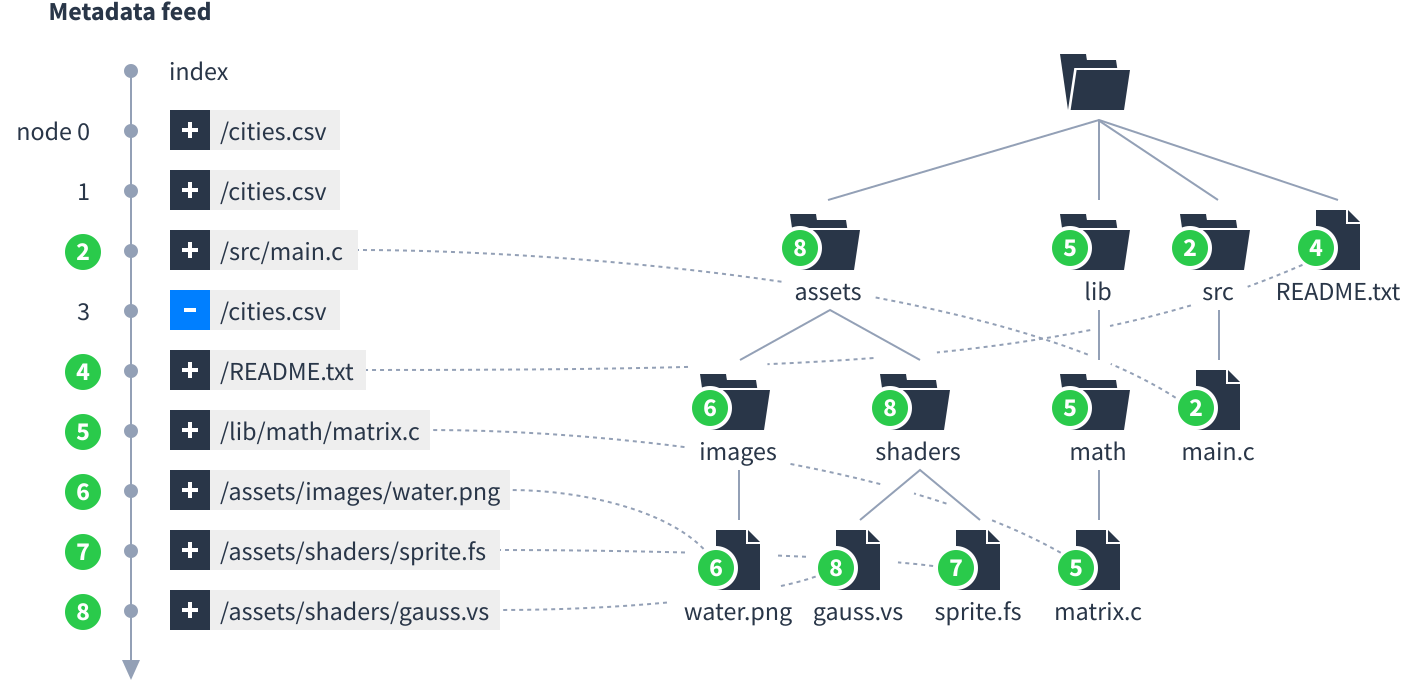 Metadata feed
index
node 0 + /cities.csv
1 + /cities.csv
2 + /src/main.c
3 - /cities.csv
4 + /README.txt
5 + /lib/math/matrix.c
6 + /assets/images/water.png
7 + /assets/shaders/sprite.fs
8 + /assets/shaders/gauss.vs
8 5 2 4
assets lib src README.txt
6 8 5 2
images shaders math main.c
6 8 7 5
water.png gauss.vs sprite.fs matrix.c